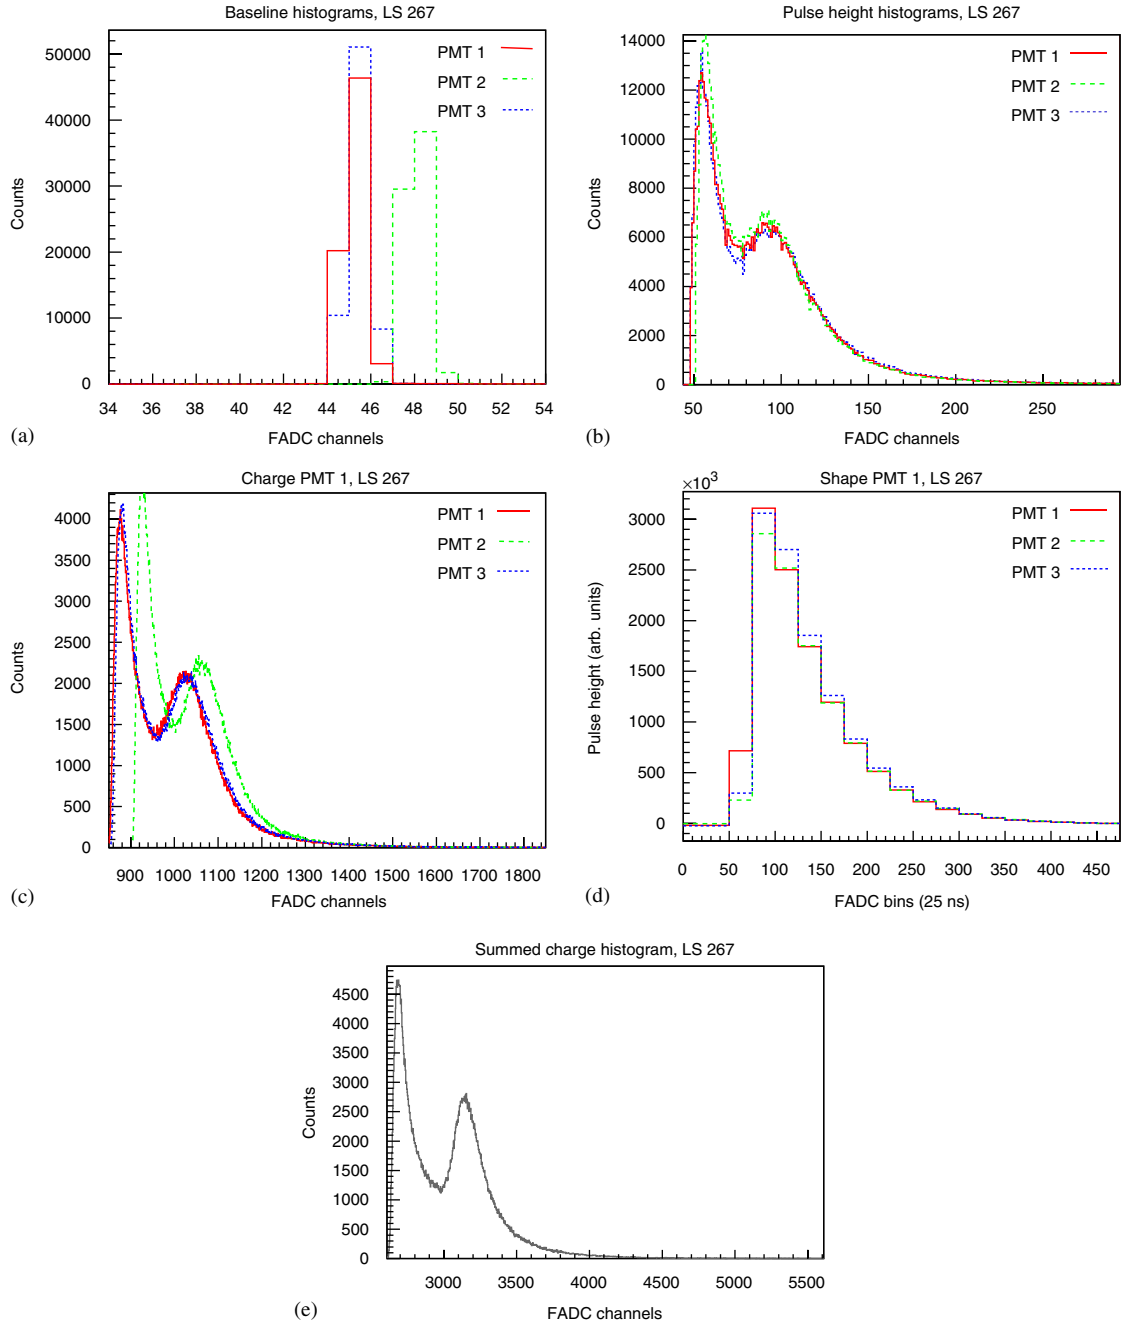 Baseline histograms, LS 267
PMT 1
PMT 2
PMT 3
50000
40000
30000
20000
10000
0
Counts
34 36 38 40 42 44 46 48 50 52 54
FADC channels
(a)
Pulse height histograms, LS 267
PMT 1
PMT 2
PMT 3
14000
12000
10000
8000
6000
4000
2000
0
Counts
50 100 150 200 250
FADC channels
(b)
Charge PMT 1, LS 267
PMT 1
PMT 2
PMT 3
4000
3500
3000
2500
2000
1500
1000
500
0
Counts
900 1000 1100 1200 1300 1400 1500 1600 1700 1800
FADC channels
(c)
Shape PMT 1, LS 267
×10³
PMT 1
PMT 2
PMT 3
3000
2500
2000
1500
1000
500
0
Pulse height (arb. units)
0 50 100 150 200 250 300 350 400 450
FADC bins (25 ns)
(d)
Summed charge histogram, LS 267
4500
4000
3500
3000
2500
2000
1500
1000
500
0
Counts
3000 3500 4000 4500 5000 5500
FADC channels
(e)